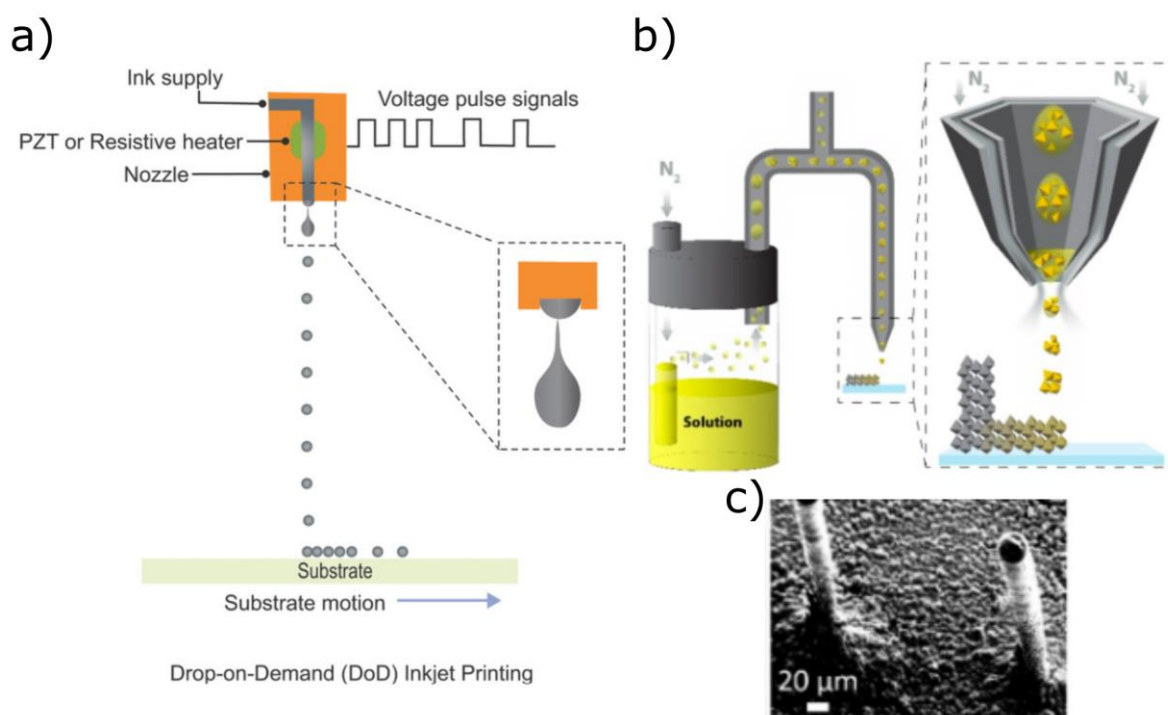 a)
Ink supply
Voltage pulse signals
PZT or Resistive heater
Nozzle
Substrate
Substrate motion
Drop-on-Demand (DoD) Inkjet Printing
b)
N₂
Solution
N₂
N₂
c)
20 µm